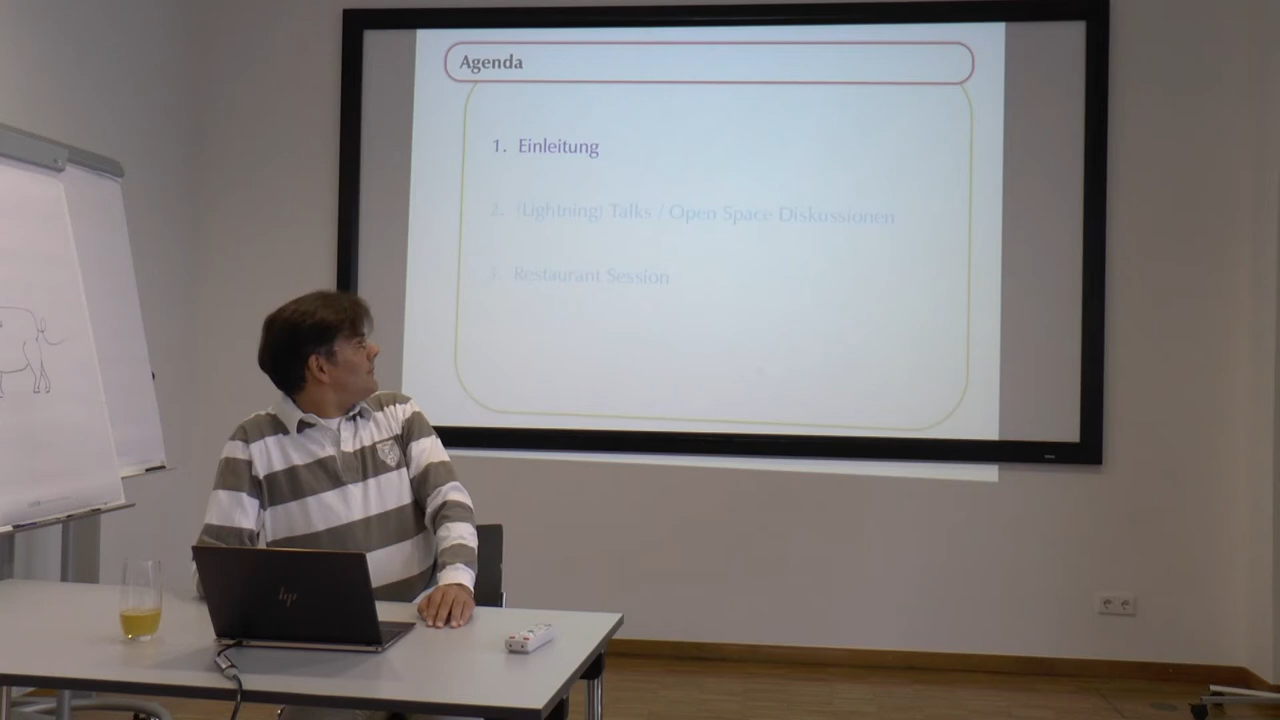 Agenda
1. Einleitung
2. (Lightning) Talks / Open Space Diskussionen
3. Restaurant Session
hp